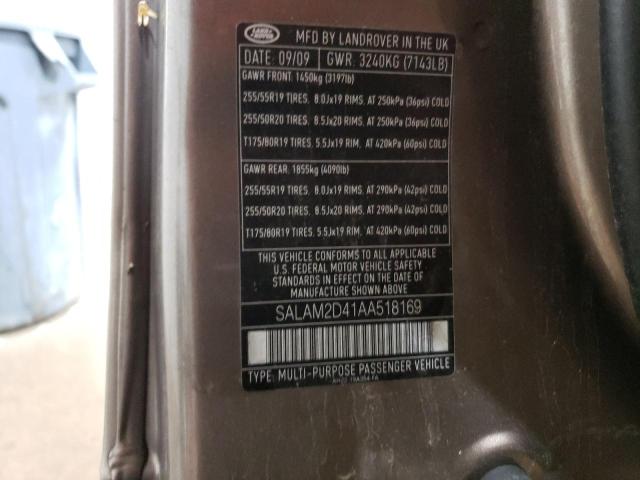 LAND ROVER
MFD BY LANDROVER IN THE UK
DATE: 09/09 GWR. 3240KG (7143LB)
GAWR FRONT. 1450kg (3197lb)
255/55R19 TIRES. 8.0Jx19 RIMS. AT 250kPa (36psi) COLD
255/50R20 TIRES. 8.5Jx20 RIMS. AT 250kPa (36psi) COLD
T175/80R19 TIRES. 5.5Jx19 RIM. AT 420kPa (60psi) COLD
GAWR REAR. 1855kg (4090lb)
255/55R19 TIRES. 8.0Jx19 RIMS. AT 290kPa (42psi) COLD
255/50R20 TIRES. 8.5Jx20 RIMS. AT 290kPa (42psi) COLD
T175/80R19 TIRES. 5.5Jx19 RIM. AT 420kPa (60psi) COLD
THIS VEHICLE CONFORMS TO ALL APPLICABLE
U.S. FEDERAL MOTOR VEHICLE SAFETY
STANDARDS IN EFFECT ON THE DATE OF
MANUFACTURE SHOWN ABOVE.
SALAM2D41AA518169
TYPE: MULTI-PURPOSE PASSENGER VEHICLE